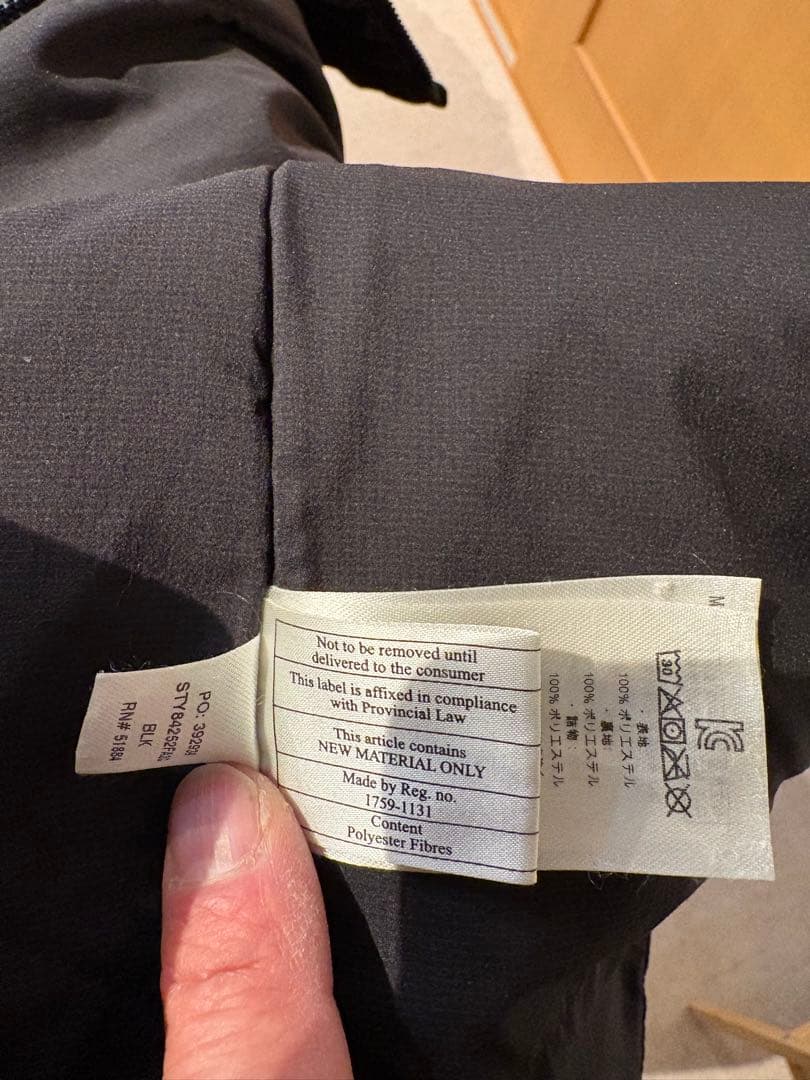 Not to be removed until
delivered to the consumer
This label is affixed in compliance
with Provincial Law
This article contains
NEW MATERIAL ONLY
Made by Reg. no.
1759-1131
Content
Polyester Fibres
RN# 51884
BLK
M
30
・表地
100% ポリエステル
・裏地:
100% ポリエステル
・詰物
100% ポリエステル